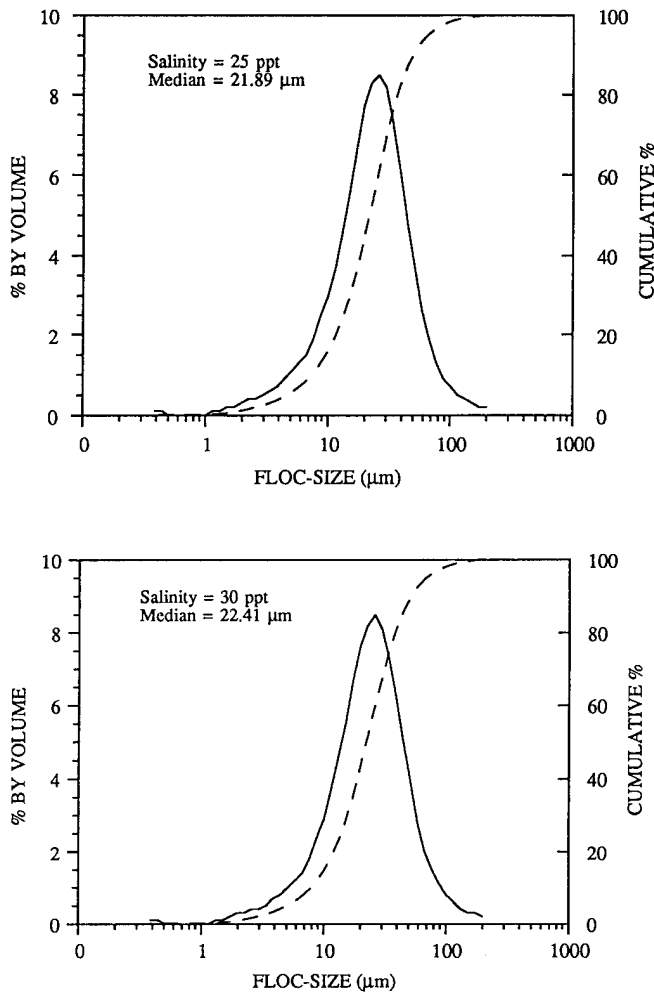 10
8
6
4
2
0
% BY VOLUME
Salinity = 25 ppt
Median = 21.89 µm
100
80
60
40
20
0
CUMULATIVE %
0 1 10 100 1000
FLOC-SIZE (µm)
10
8
6
4
2
0
% BY VOLUME
Salinity = 30 ppt
Median = 22.41 µm
100
80
60
40
20
0
CUMULATIVE %
0 1 10 100 1000
FLOC-SIZE (µm)